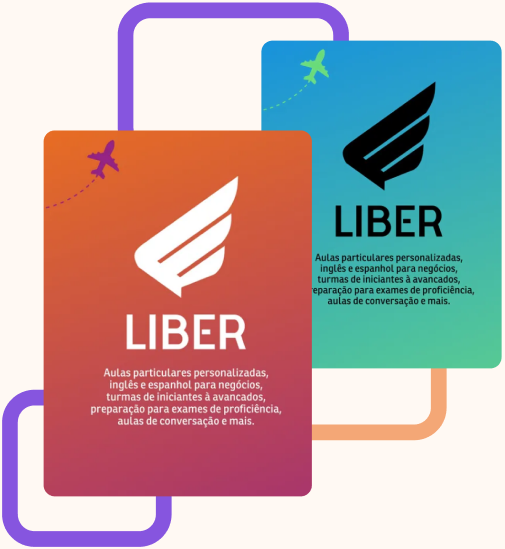 LIBER
Aulas particulares personalizadas,
inglês e espanhol para negócios,
turmas de iniciantes à avancados,
preparação para exames de proficiência,
aulas de conversação e mais.
LIBER
Aulas particulares personalizadas,
inglês e espanhol para negócios,
turmas de iniciantes à avancados,
reparação para exames de proficiência,
aulas de conversação e mais.